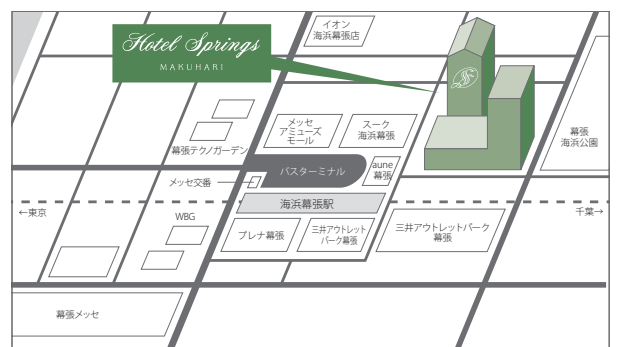 イオン
海浜幕張店
Hotel Springs
MAKUHARI
メッセ
アミューズ
モール
スーク
海浜幕張
幕張
海浜公園
幕張テクノガーデン
バスターミナル
aune
幕張
メッセ交番
海浜幕張駅
←東京
千葉→
WBG
プレナ幕張
三井アウトレット
パーク幕張
三井アウトレットパーク
幕張
幕張メッセ